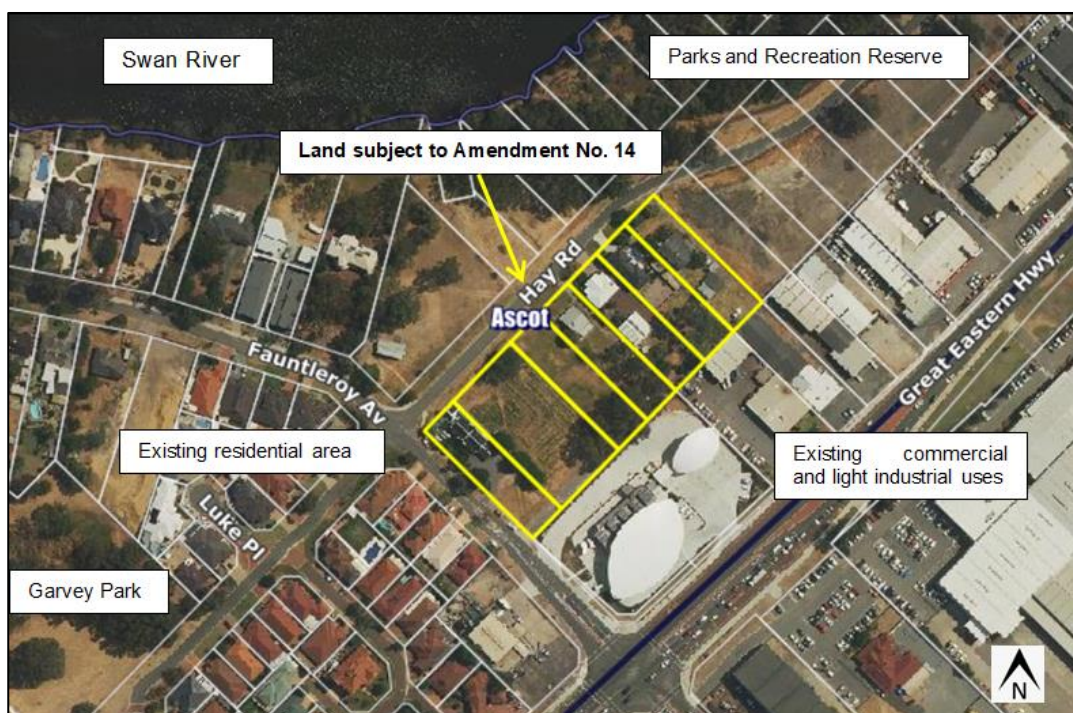 Swan River
Parks and Recreation Reserve
Land subject to Amendment No. 14
Hay Rd
Ascot
Fauntleroy Av
Great Eastern Hwy
Existing residential area
Existing commercial
and light industrial uses
Luke Pl
Garvey Park
N